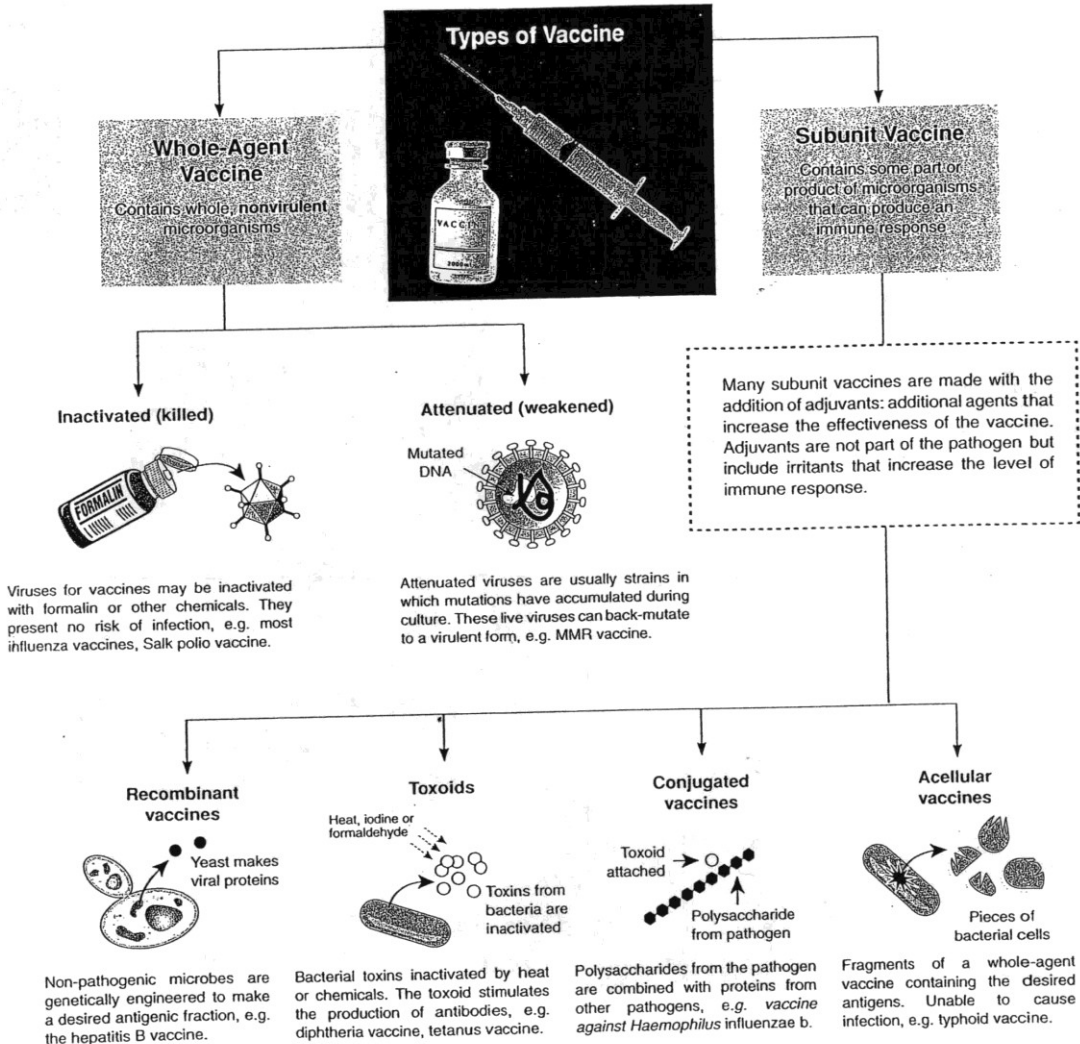 Types of Vaccine
VACCIN
2000ml
Whole-Agent
Vaccine
Contains whole, nonvirulent
microorganisms
Subunit Vaccine
Contains some part or
product of microorganisms
that can produce an
immune response
Inactivated (killed)
FORMALIN
Viruses for vaccines may be inactivated
with formalin or other chemicals. They
present no risk of infection, e.g. most
influenza vaccines, Salk polio vaccine.
Attenuated (weakened)
Mutated
DNA
Attenuated viruses are usually strains in
which mutations have accumulated during
culture. These live viruses can back-mutate
to a virulent form, e.g. MMR vaccine.
Many subunit vaccines are made with the
addition of adjuvants: additional agents that
increase the effectiveness of the vaccine.
Adjuvants are not part of the pathogen but
include irritants that increase the level of
immune response.
Recombinant
vaccines
Yeast makes
viral proteins
Non-pathogenic microbes are
genetically engineered to make
a desired antigenic fraction, e.g.
the hepatitis B vaccine.
Toxoids
Heat, iodine or
formaldehyde
Toxins from
bacteria are
inactivated
Bacterial toxins inactivated by heat
or chemicals. The toxoid stimulates
the production of antibodies, e.g.
diphtheria vaccine, tetanus vaccine.
Conjugated
vaccines
Toxoid
attached
Polysaccharide
from pathogen
Polysaccharides from the pathogen
are combined with proteins from
other pathogens, e.g. vaccine
against Haemophilus influenzae b.
Acellular
vaccines
Pieces of
bacterial cells
Fragments of a whole-agent
vaccine containing the desired
antigens. Unable to cause
infection, e.g. typhoid vaccine.